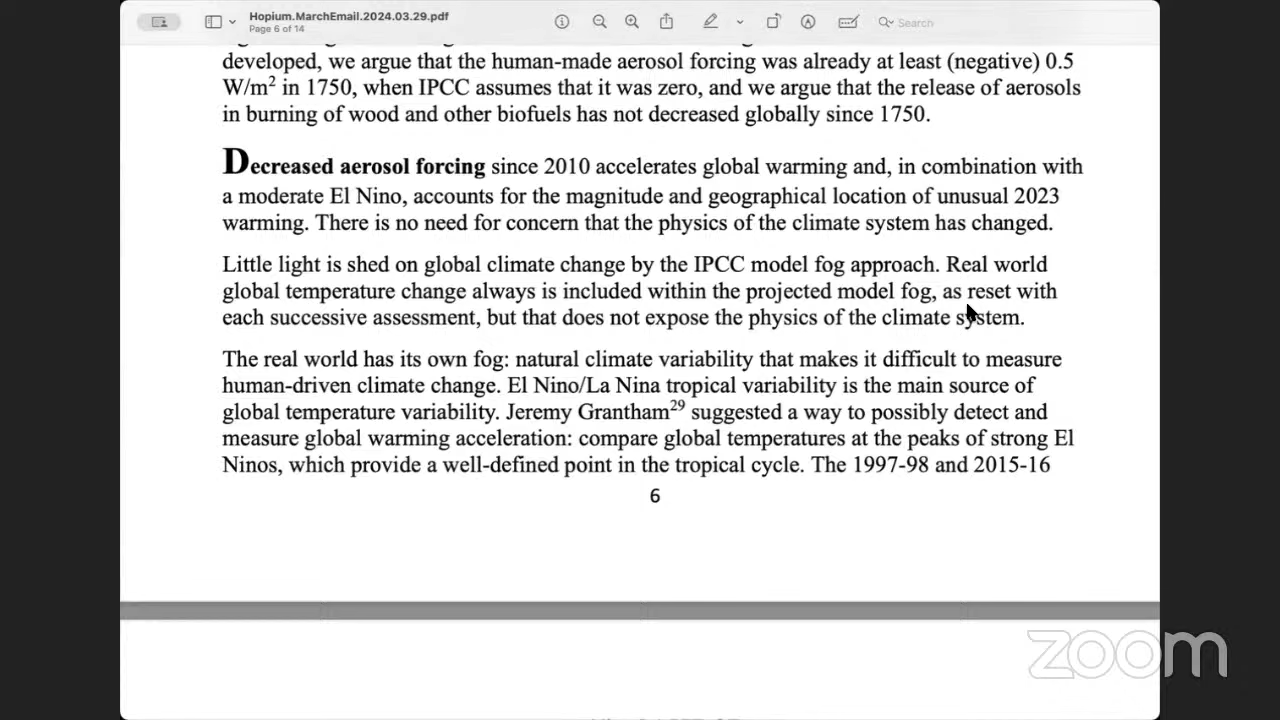 Hopium.MarchEmail.2024.03.29.pdf
Page 6 of 14
Search
developed, we argue that the human-made aerosol forcing was already at least (negative) 0.5
W/m² in 1750, when IPCC assumes that it was zero, and we argue that the release of aerosols
in burning of wood and other biofuels has not decreased globally since 1750.
Decreased aerosol forcing since 2010 accelerates global warming and, in combination with
a moderate El Nino, accounts for the magnitude and geographical location of unusual 2023
warming. There is no need for concern that the physics of the climate system has changed.
Little light is shed on global climate change by the IPCC model fog approach. Real world
global temperature change always is included within the projected model fog, as reset with
each successive assessment, but that does not expose the physics of the climate system.
The real world has its own fog: natural climate variability that makes it difficult to measure
human-driven climate change. El Nino/La Nina tropical variability is the main source of
global temperature variability. Jeremy Grantham²⁹ suggested a way to possibly detect and
measure global warming acceleration: compare global temperatures at the peaks of strong El
Ninos, which provide a well-defined point in the tropical cycle. The 1997-98 and 2015-16
6
zoom